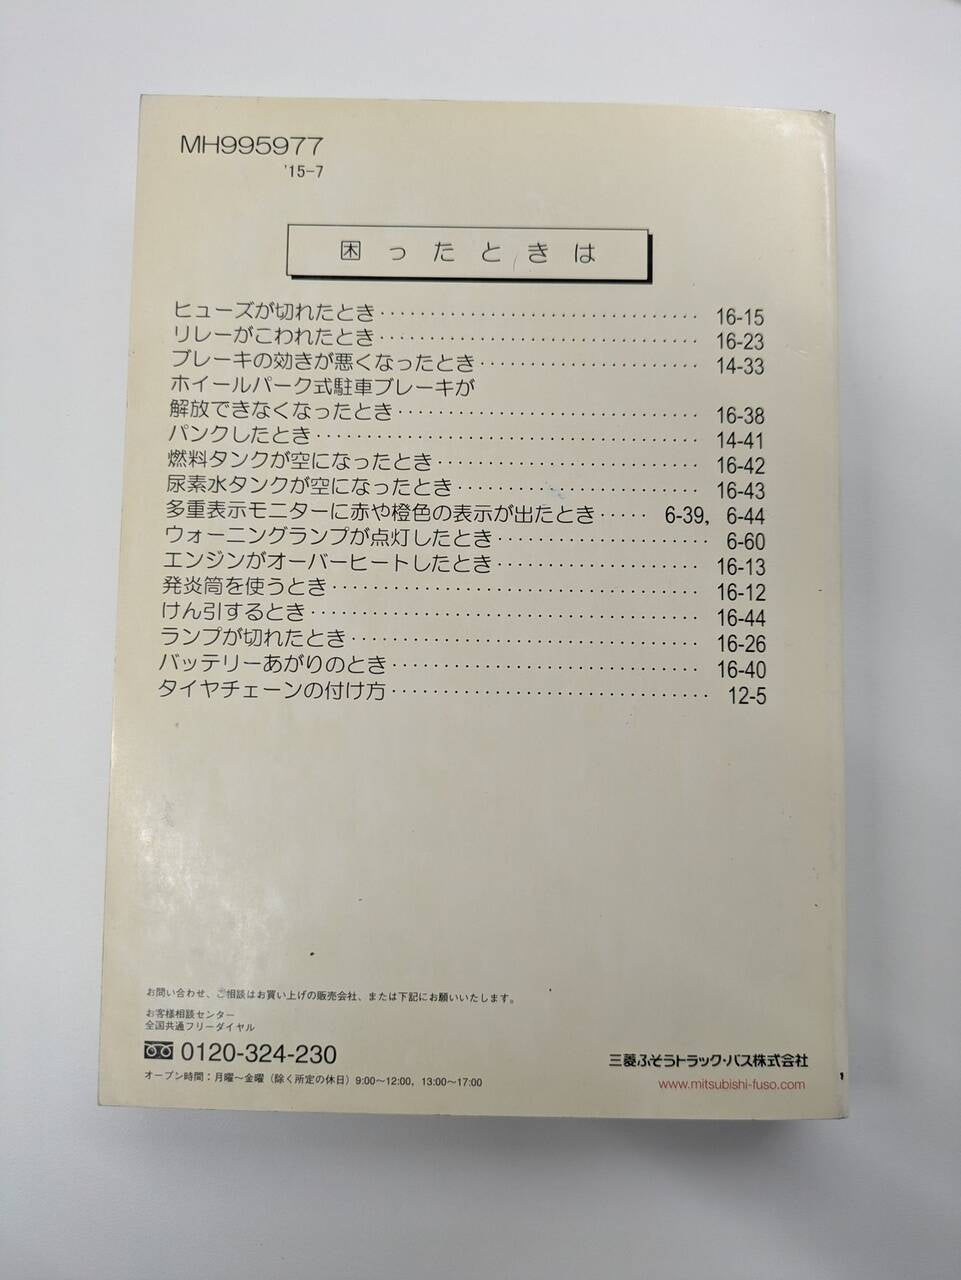 MH995977
'15-7
困ったときは
ヒューズが切れたとき・・・・・・・・・・・・・・・・・・・・・・・・・・・・・・・ 16-15
リレーがこわれたとき・・・・・・・・・・・・・・・・・・・・・・・・・・・・・・・ 16-23
ブレーキの効きが悪くなったとき・・・・・・・・・・・・・・・・・・・・・ 14-33
ホイールパーク式駐車ブレーキが
解放できなくなったとき・・・・・・・・・・・・・・・・・・・・・・・・・・・・・ 16-38
パンクしたとき・・・・・・・・・・・・・・・・・・・・・・・・・・・・・・・・・・・・・ 14-41
燃料タンクが空になったとき・・・・・・・・・・・・・・・・・・・・・・・・・ 16-42
尿素水タンクが空になったとき・・・・・・・・・・・・・・・・・・・・・・・ 16-43
多重表示モニターに赤や橙色の表示が出たとき・・・・・ 6-39, 6-44
ウォーニングランプが点灯したとき・・・・・・・・・・・・・・・・・・・・ 6-60
エンジンがオーバーヒートしたとき・・・・・・・・・・・・・・・・・・・ 16-13
発炎筒を使うとき・・・・・・・・・・・・・・・・・・・・・・・・・・・・・・・・・・・ 16-12
けん引するとき・・・・・・・・・・・・・・・・・・・・・・・・・・・・・・・・・・・・・ 16-44
ランプが切れたとき・・・・・・・・・・・・・・・・・・・・・・・・・・・・・・・・・ 16-26
バッテリーあがりのとき・・・・・・・・・・・・・・・・・・・・・・・・・・・・・ 16-40
タイヤチェーンの付け方・・・・・・・・・・・・・・・・・・・・・・・・・・・・・・ 12-5
お問い合わせ、ご相談はお買い上げの販売会社、または下記にお願いいたします。
お客様相談センター
全国共通フリーダイヤル
0120-324-230
オープン時間：月曜～金曜（除く所定の休日）9:00～12:00, 13:00～17:00
三菱ふそうトラック・バス株式会社
www.mitsubishi-fuso.com